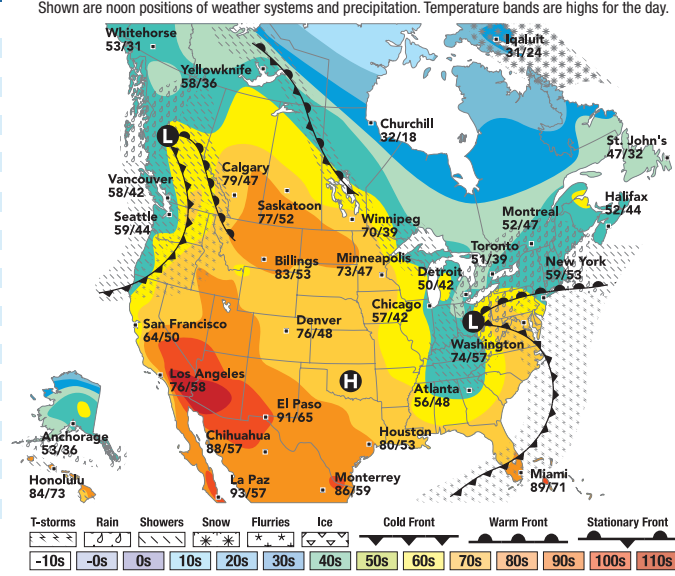 Shown are noon positions of weather systems and precipitation. Temperature bands are highs for the day.
Whitehorse
53/31
Iqaluit
31/24
Yellowknife
58/36
Churchill
32/18
L
St. John's
47/32
Calgary
79/47
Vancouver
58/42
Halifax
52/44
Saskatoon
77/52
Montreal
52/47
Seattle
59/44
Winnipeg
70/39
Toronto
51/39
Billings
83/53
Minneapolis
73/47
New York
59/53
Detroit
50/42
Chicago
57/42
Denver
76/48
San Francisco
64/50
L
Washington
74/57
Los Angeles
76/58
H
Atlanta
56/48
El Paso
91/65
Anchorage
53/36
Chihuahua
88/57
Houston
80/53
Honolulu
84/73
La Paz
93/57
Monterrey
86/59
Miami
89/71
T-storms Rain Showers Snow Flurries Ice Cold Front Warm Front Stationary Front
-10s -0s 0s 10s 20s 30s 40s 50s 60s 70s 80s 90s 100s 110s